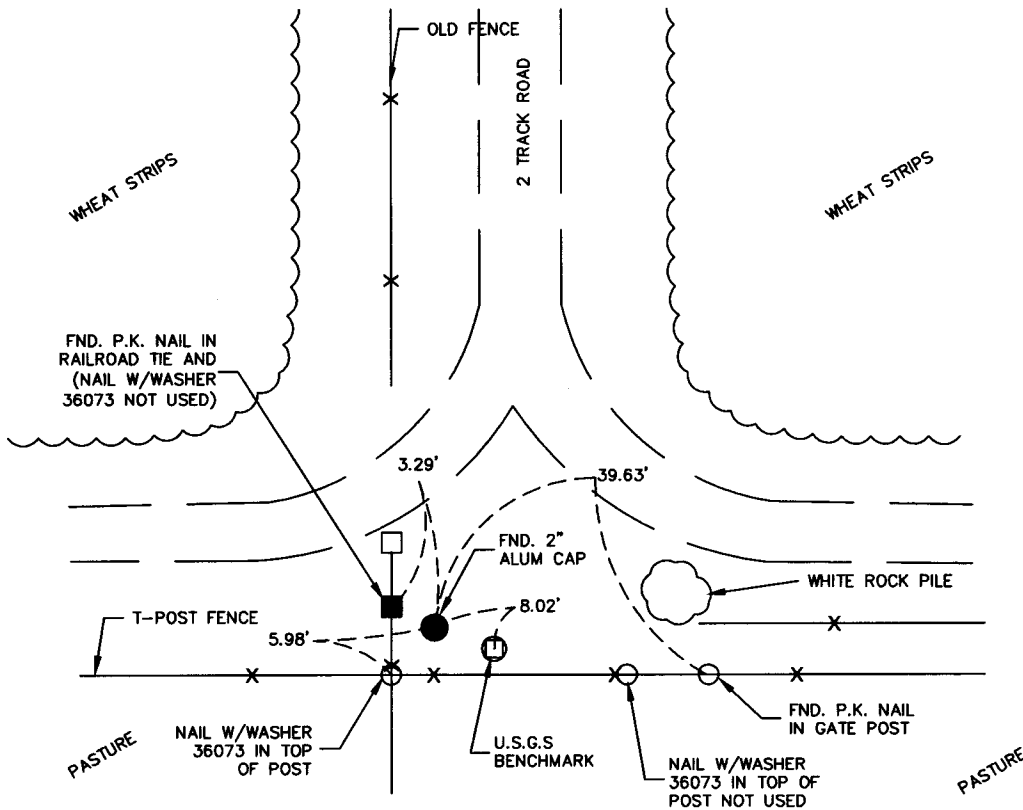 OLD FENCE
2 TRACK ROAD
WHEAT STRIPS
WHEAT STRIPS
FND. P.K. NAIL IN
RAILROAD TIE AND
(NAIL W/WASHER
36073 NOT USED)
3.29'
39.63'
FND. 2"
ALUM CAP
WHITE ROCK PILE
T-POST FENCE
8.02'
5.98'
FND. P.K. NAIL
IN GATE POST
NAIL W/WASHER
36073 IN TOP
OF POST
U.S.G.S
BENCHMARK
NAIL W/WASHER
36073 IN TOP OF
POST NOT USED
PASTURE
PASTURE